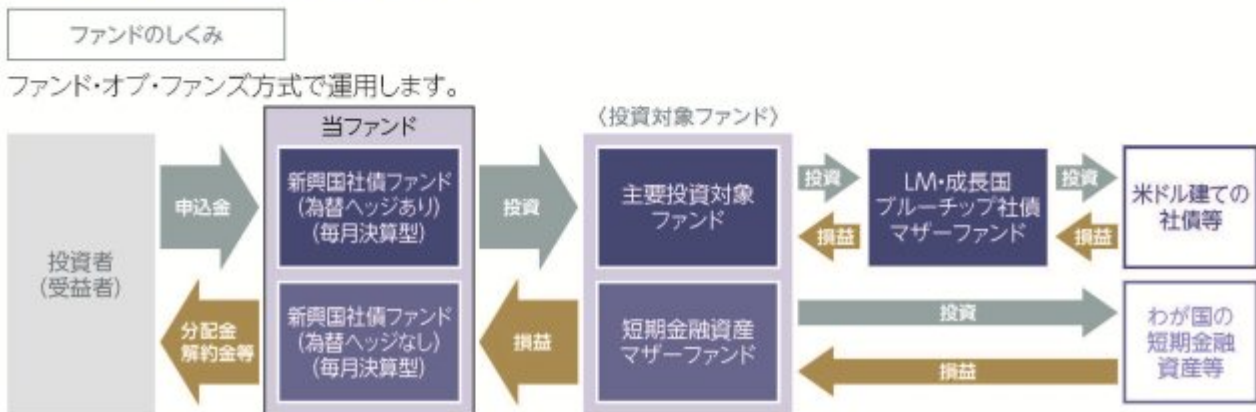 ファンドのしくみ
ファンド・オブ・ファンズ方式で運用します。
投資者
(受益者)
申込金
分配金
解約金等
当ファンド
新興国社債ファンド
(為替ヘッジあり)
(毎月決算型)
新興国社債ファンド
(為替ヘッジなし)
(毎月決算型)
投資
損益
〈投資対象ファンド〉
主要投資対象
ファンド
短期金融資産
マザーファンド
投資
損益
LM・成長国
ブルーチップ社債
マザーファンド
投資
損益
米ドル建ての
社債等
投資
損益
わが国の
短期金融
資産等